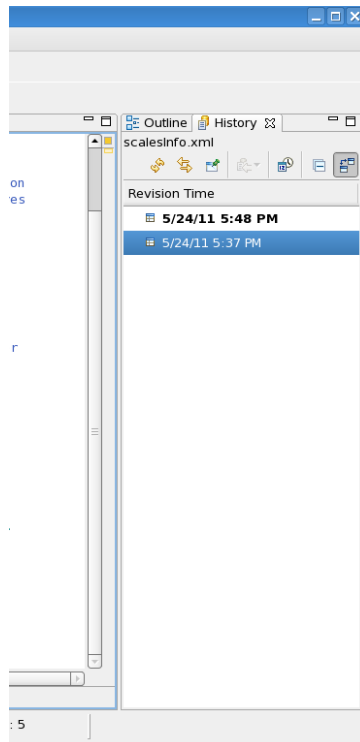 Outline History
scalesInfo.xml
on
res
Revision Time
5/24/11 5:48 PM
5/24/11 5:37 PM
r
.
: 5